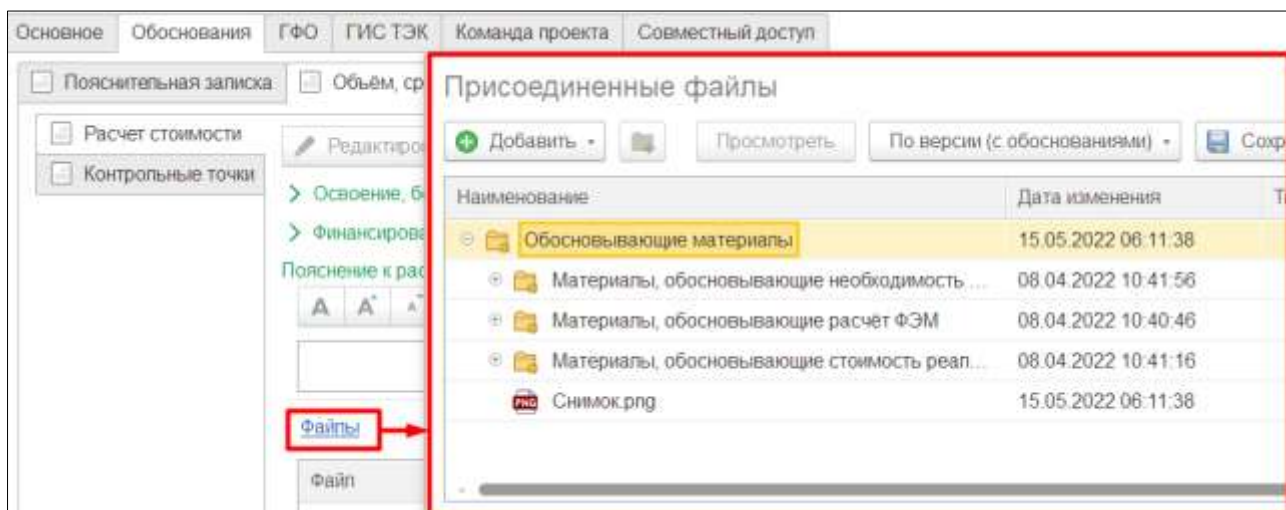 Основное Обоснования ГФО ГИС ТЭК Команда проекта Совместный доступ
Пояснительная записка Объём, ср
Присоединенные файлы
Расчет стоимости
Контрольные точки
Редактиро
Добавить Просмотреть По версии (с обоснованиями) Сохр
Освоение, б
Финансирова
Пояснение к рас
A A A
Файлы
Файл
Наименование Дата изменения
Обосновывающие материалы 15.05.2022 06:11:38
Материалы, обосновывающие необходимость ... 08.04.2022 10:41:56
Материалы, обосновывающие расчёт ФЭМ 08.04.2022 10:40:46
Материалы, обосновывающие стоимость реал... 08.04.2022 10:41:16
PNG Снимок.png 15.05.2022 06:11:38